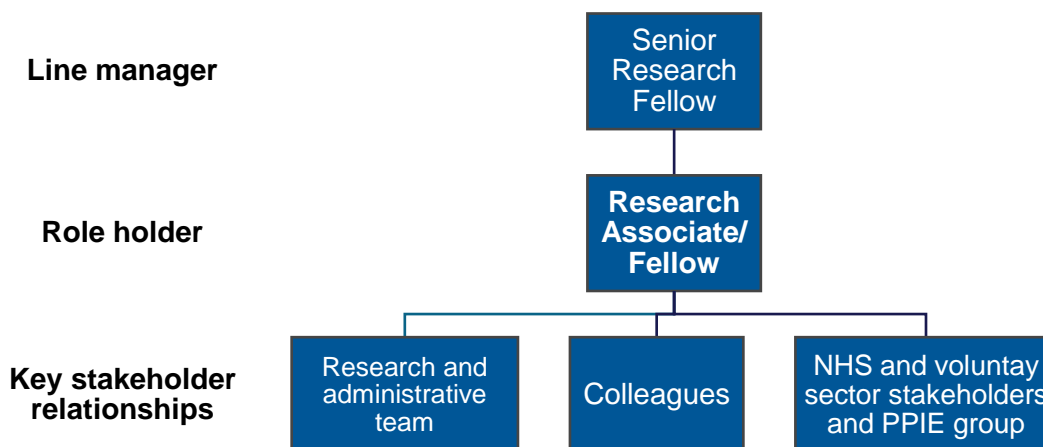 Line manager
Senior
Research
Fellow
Role holder
Research
Associate/
Fellow
Key stakeholder
relationships
Research and
administrative
team
Colleagues
NHS and voluntay
sector stakeholders
and PPIE group